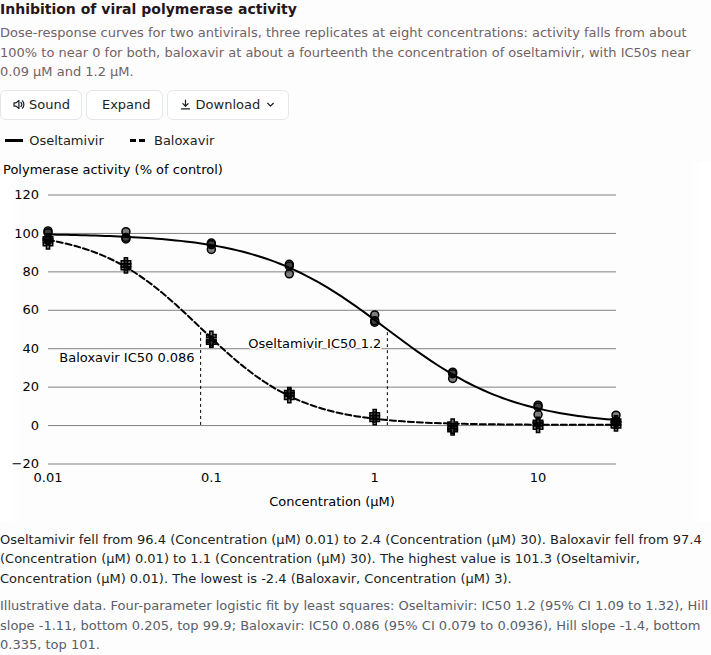 Inhibition of viral polymerase activity
Dose-response curves for two antivirals, three replicates at eight concentrations: activity falls from about
100% to near 0 for both, baloxavir at about a fourteenth the concentration of oseltamivir, with IC50s near
0.09 µM and 1.2 µM.
Sound Expand Download
Oseltamivir Baloxavir
Polymerase activity (% of control)
120
100
80
60
40
20
0
−20
Oseltamivir IC50 1.2
Baloxavir IC50 0.086
0.01 0.1 1 10
Concentration (µM)
Oseltamivir fell from 96.4 (Concentration (µM) 0.01) to 2.4 (Concentration (µM) 30). Baloxavir fell from 97.4
(Concentration (µM) 0.01) to 1.1 (Concentration (µM) 30). The highest value is 101.3 (Oseltamivir,
Concentration (µM) 0.01). The lowest is -2.4 (Baloxavir, Concentration (µM) 3).
Illustrative data. Four-parameter logistic fit by least squares: Oseltamivir: IC50 1.2 (95% CI 1.09 to 1.32), Hill
slope -1.11, bottom 0.205, top 99.9; Baloxavir: IC50 0.086 (95% CI 0.079 to 0.0936), Hill slope -1.4, bottom
0.335, top 101.